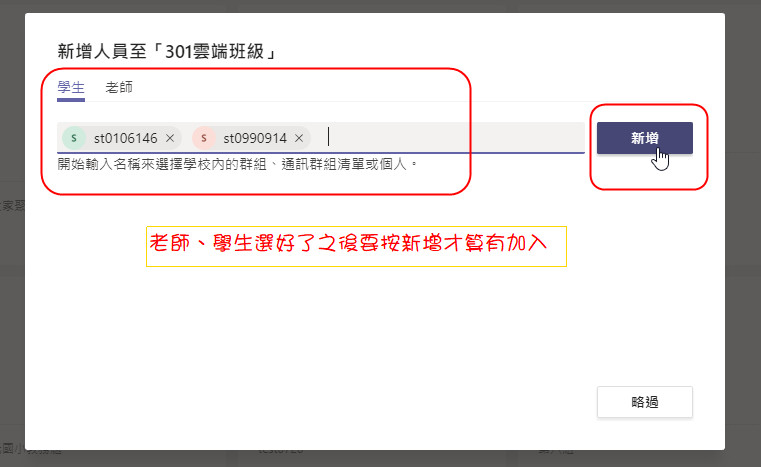 新增人員至「301雲端班級」
學生 老師
s st0106146 × s st0990914 × 新增
開始輸入名稱來選擇學校內的群組、通訊群組清單或個人。
老師、學生選好了之後要按新增才算有加入
略過